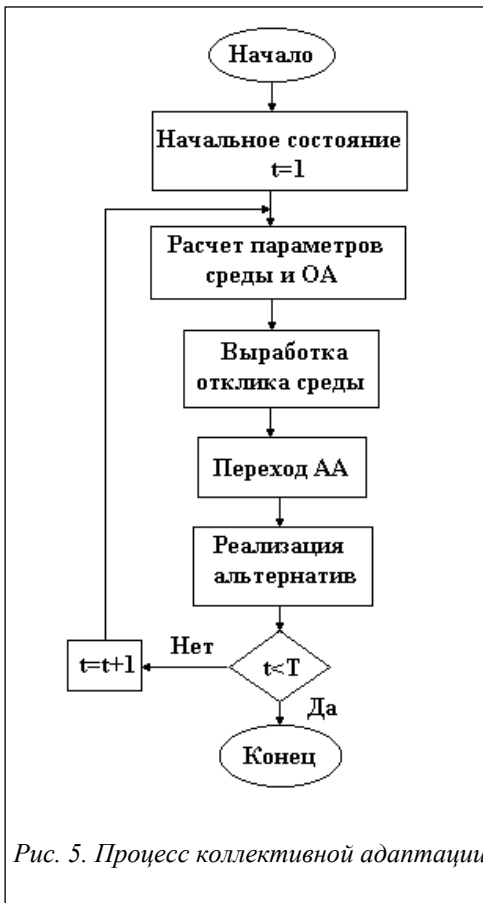 Начало
Начальное состояние
t=1
Расчет параметров
среды и ОА
Выработка
отклика среды
Переход АА
Реализация
альтернатив
Нет
t=t+1
t<T
Да
Конец
Рис. 5. Процесс коллективной адаптации